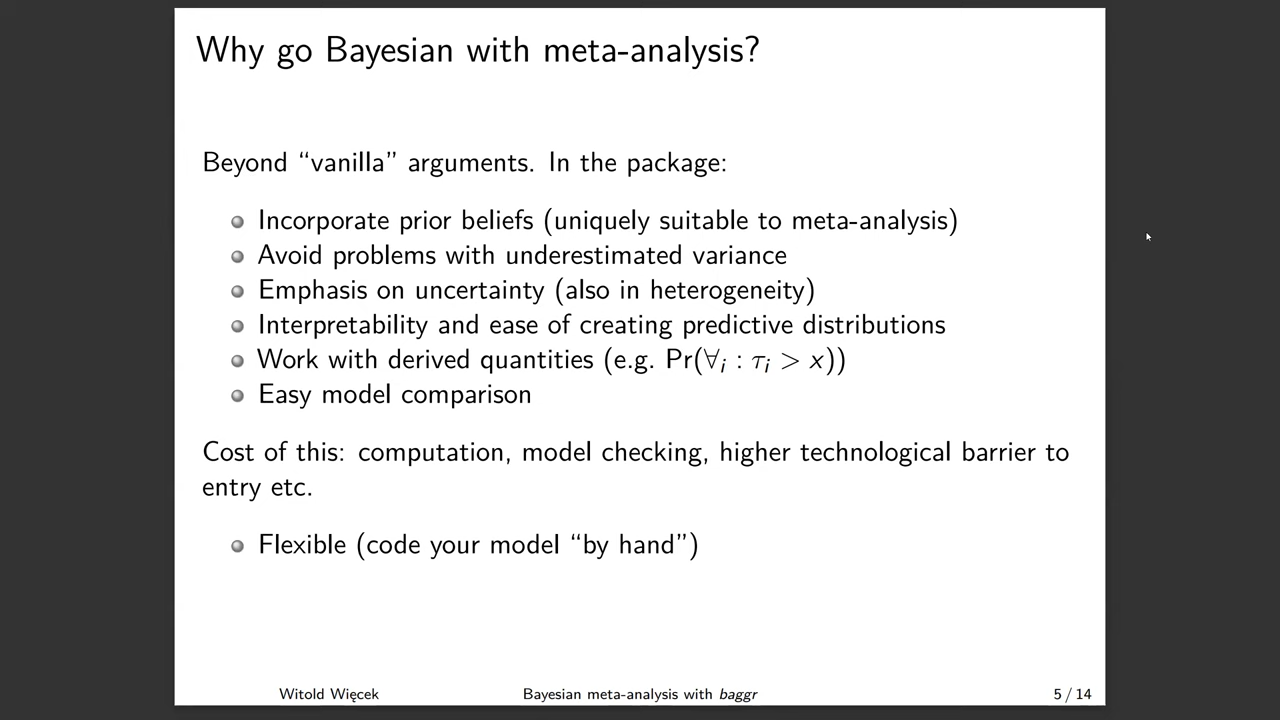 Why go Bayesian with meta-analysis?
Beyond “vanilla” arguments. In the package:
Incorporate prior beliefs (uniquely suitable to meta-analysis)
Avoid problems with underestimated variance
Emphasis on uncertainty (also in heterogeneity)
Interpretability and ease of creating predictive distributions
Work with derived quantities (e.g. Pr(∀i : τi > x))
Easy model comparison
Cost of this: computation, model checking, higher technological barrier to
entry etc.
Flexible (code your model “by hand”)
Witold Więcek Bayesian meta-analysis with baggr 5 / 14